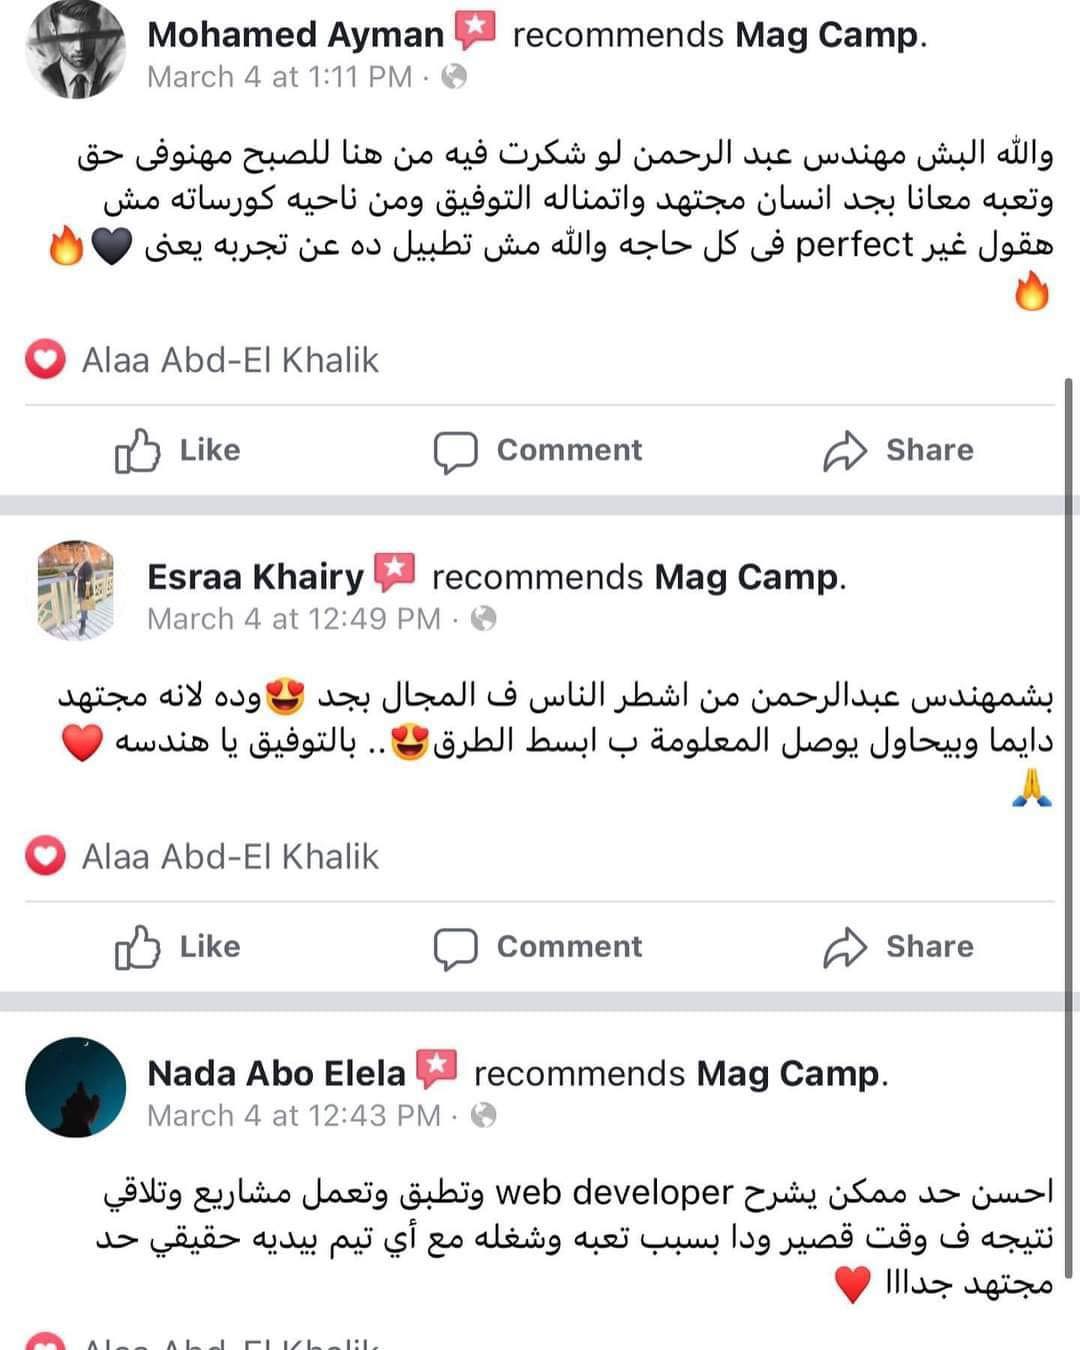 Mohamed Ayman recommends Mag Camp.
March 4 at 1:11 PM ·
والله البش مهندس عبد الرحمن لو شكرت فيه من هنا للصبح مهنوفى حق
وتعبه معانا بجد انسان مجتهد واتمناله التوفيق ومن ناحيه كورساته مش
هقول غير perfect فى كل حاجه والله مش تطبيل ده عن تجربه يعنى 🖤🔥
🔥
Alaa Abd-El Khalik
Like Comment Share
Esraa Khairy recommends Mag Camp.
March 4 at 12:49 PM ·
بشمهندس عبدالرحمن من اشطر الناس ف المجال بجد 😍وده لانه مجتهد
دايما وبيحاول يوصل المعلومة ب ابسط الطرق😍.. بالتوفيق يا هندسه ❤️
🙏
Alaa Abd-El Khalik
Like Comment Share
Nada Abo Elela recommends Mag Camp.
March 4 at 12:43 PM ·
احسن حد ممكن يشرح web developer وتطبق وتعمل مشاريع وتلاقي
نتيجه ف وقت قصير ودا بسبب تعبه وشغله مع أي تيم بيديه حقيقي حد
مجتهد جدااا ❤️
Alaa Abd-El Khalik